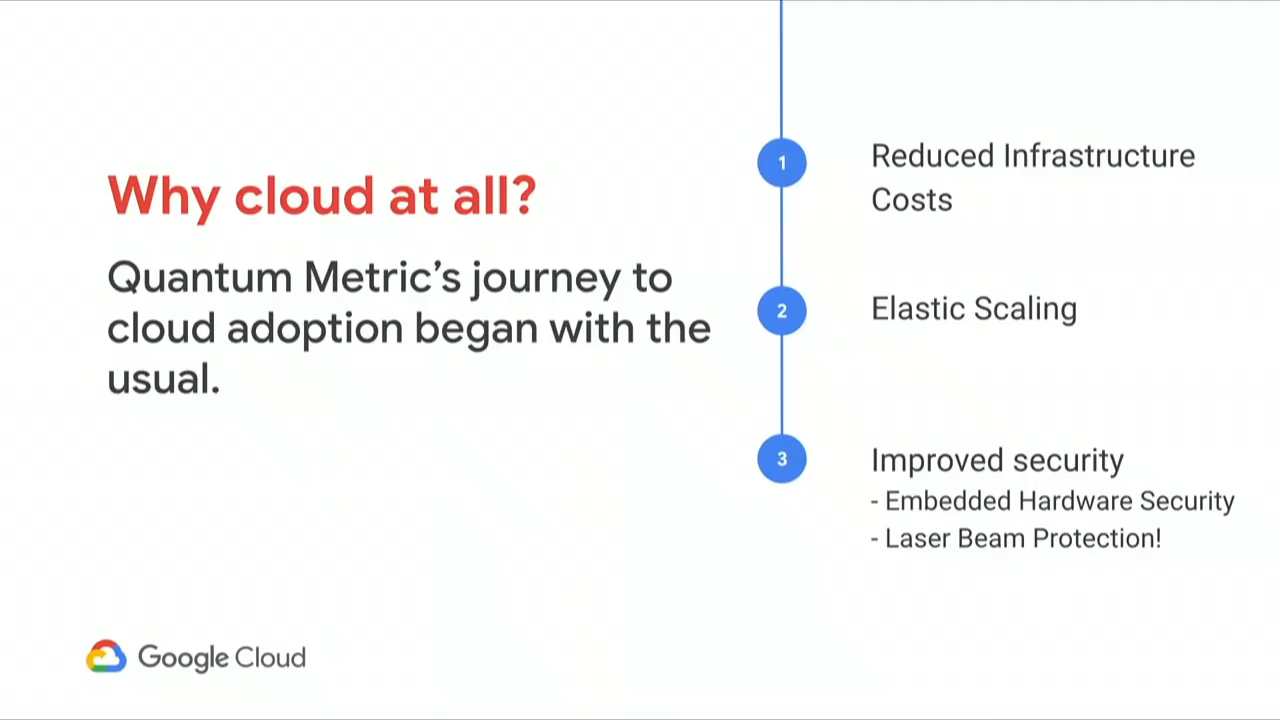 Why cloud at all?
Quantum Metric’s journey to
cloud adoption began with the
usual.
1
Reduced Infrastructure
Costs
2
Elastic Scaling
3
Improved security
- Embedded Hardware Security
- Laser Beam Protection!
Google Cloud